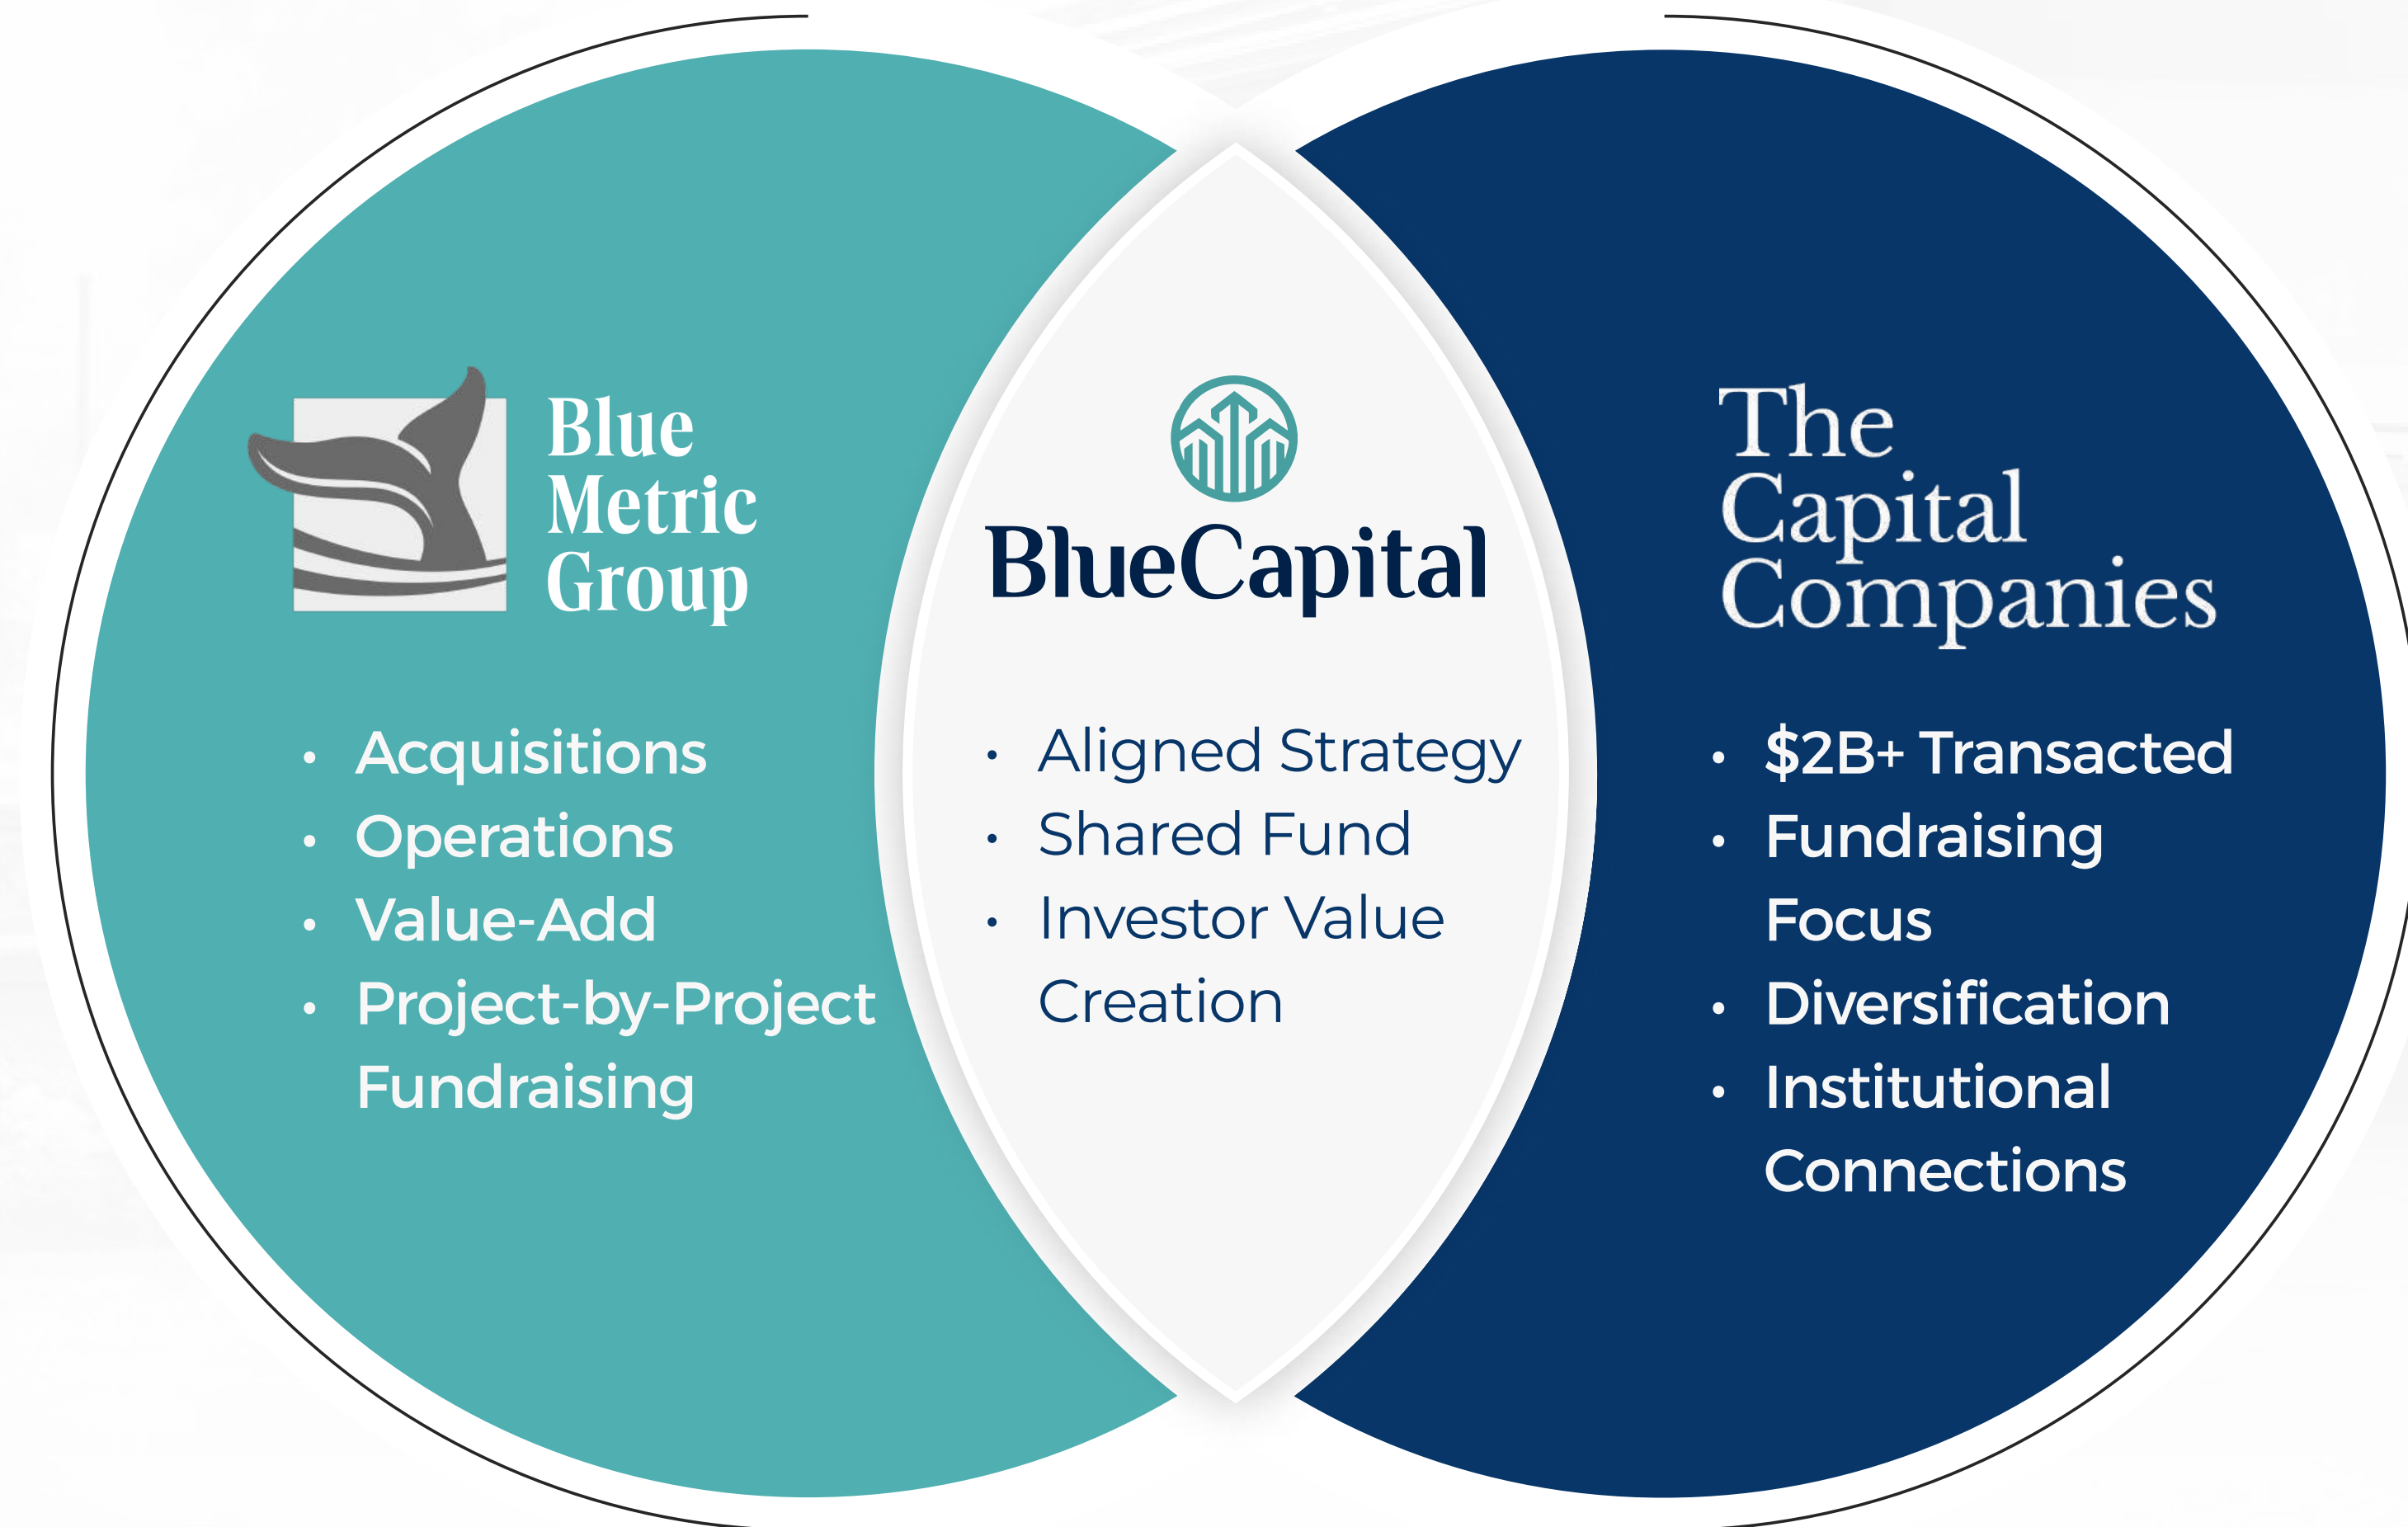 Blue
Metric
Group
• Acquisitions
• Operations
• Value-Add
• Project-by-Project
Fundraising
BlueCapital
• Aligned Strategy
• Shared Fund
• Investor Value
Creation
The
Capital
Companies
• $2B+ Transacted
• Fundraising
Focus
• Diversification
• Institutional
Connections